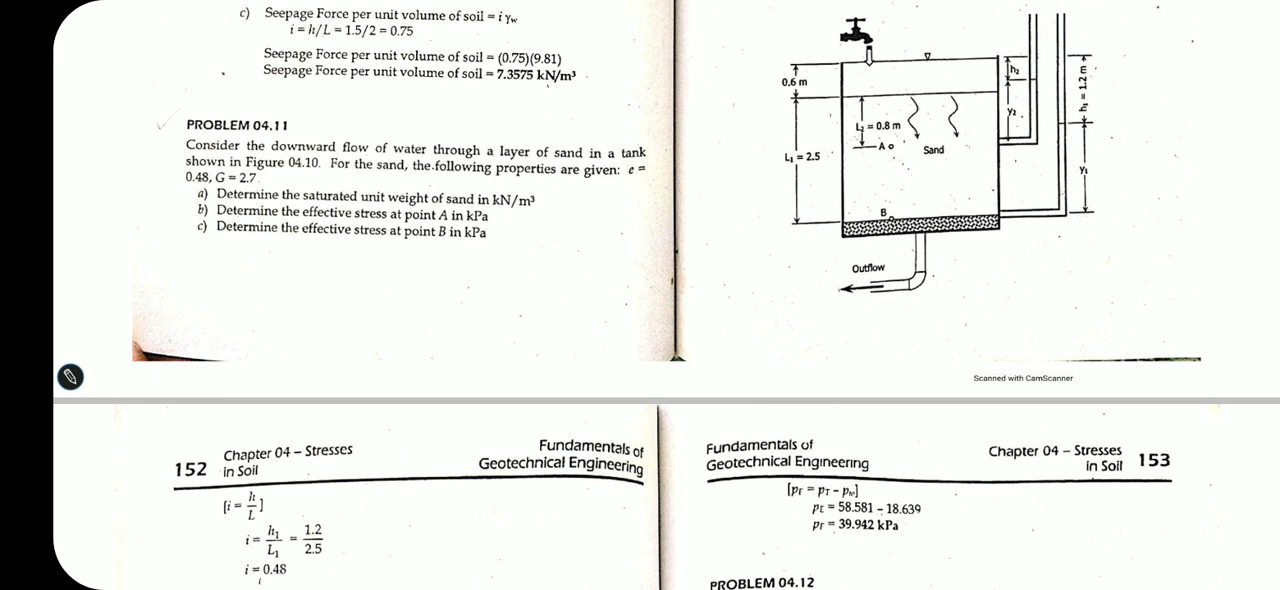 c) Seepage Force per unit volume of soil = i γw
i = h/L = 1.5/2 = 0.75
Seepage Force per unit volume of soil = (0.75)(9.81)
Seepage Force per unit volume of soil = 7.3575 kN/m³
PROBLEM 04.11
Consider the downward flow of water through a layer of sand in a tank
shown in Figure 04.10. For the sand, the following properties are given: e =
0.48, G = 2.7.
a) Determine the saturated unit weight of sand in kN/m³
b) Determine the effective stress at point A in kPa
c) Determine the effective stress at point B in kPa
0.6 m
L₁ = 2.5
L₂ = 0.8 m
A
Sand
B
h₂
y₂
h₁ = 1.2 m
y₁
Outflow
Scanned with CamScanner
152 Chapter 04 – Stresses
in Soil
Fundamentals of
Geotechnical Engineering
[i = h/L]
i = h₁/L₁ = 1.2/2.5
i = 0.48
Fundamentals of
Geotechnical Engineering
Chapter 04 – Stresses
in Soil 153
[pE = pT – pw]
pE = 58.581 – 18.639
pE = 39.942 kPa
PROBLEM 04.12